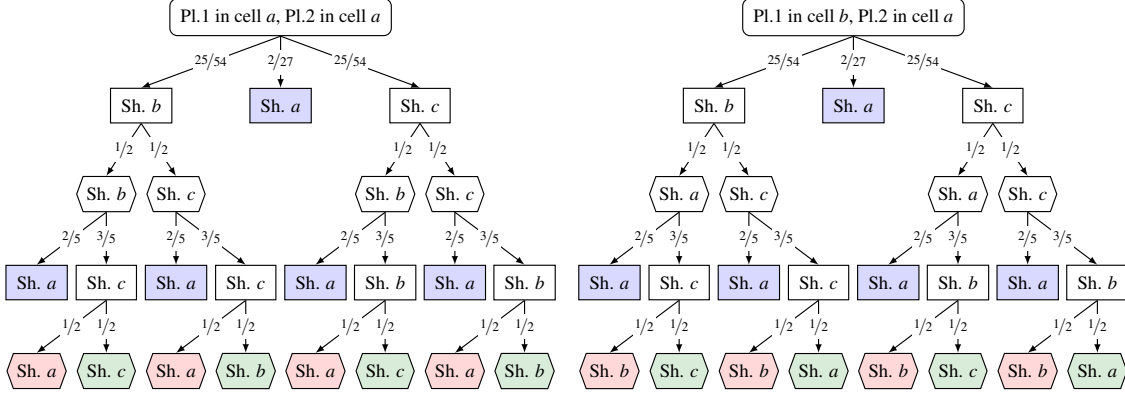 Pl.1 in cell a, Pl.2 in cell a Pl.1 in cell b, Pl.2 in cell a
25/54 2/27 25/54 25/54 2/27 25/54
Sh. b Sh. a Sh. c Sh. b Sh. a Sh. c
1/2 1/2 1/2 1/2 1/2 1/2 1/2 1/2
Sh. b Sh. c Sh. b Sh. c Sh. a Sh. c Sh. a Sh. c
2/5 3/5 2/5 3/5 2/5 3/5 2/5 3/5 2/5 3/5 2/5 3/5 2/5 3/5 2/5 3/5
Sh. a Sh. c Sh. a Sh. c Sh. a Sh. b Sh. a Sh. b Sh. a Sh. c Sh. a Sh. c Sh. a Sh. b Sh. a Sh. b
1/2 1/2 1/2 1/2 1/2 1/2 1/2 1/2 1/2 1/2 1/2 1/2 1/2 1/2 1/2 1/2
Sh. a Sh. c Sh. a Sh. b Sh. a Sh. c Sh. a Sh. b Sh. b Sh. c Sh. b Sh. a Sh. b Sh. c Sh. b Sh. a